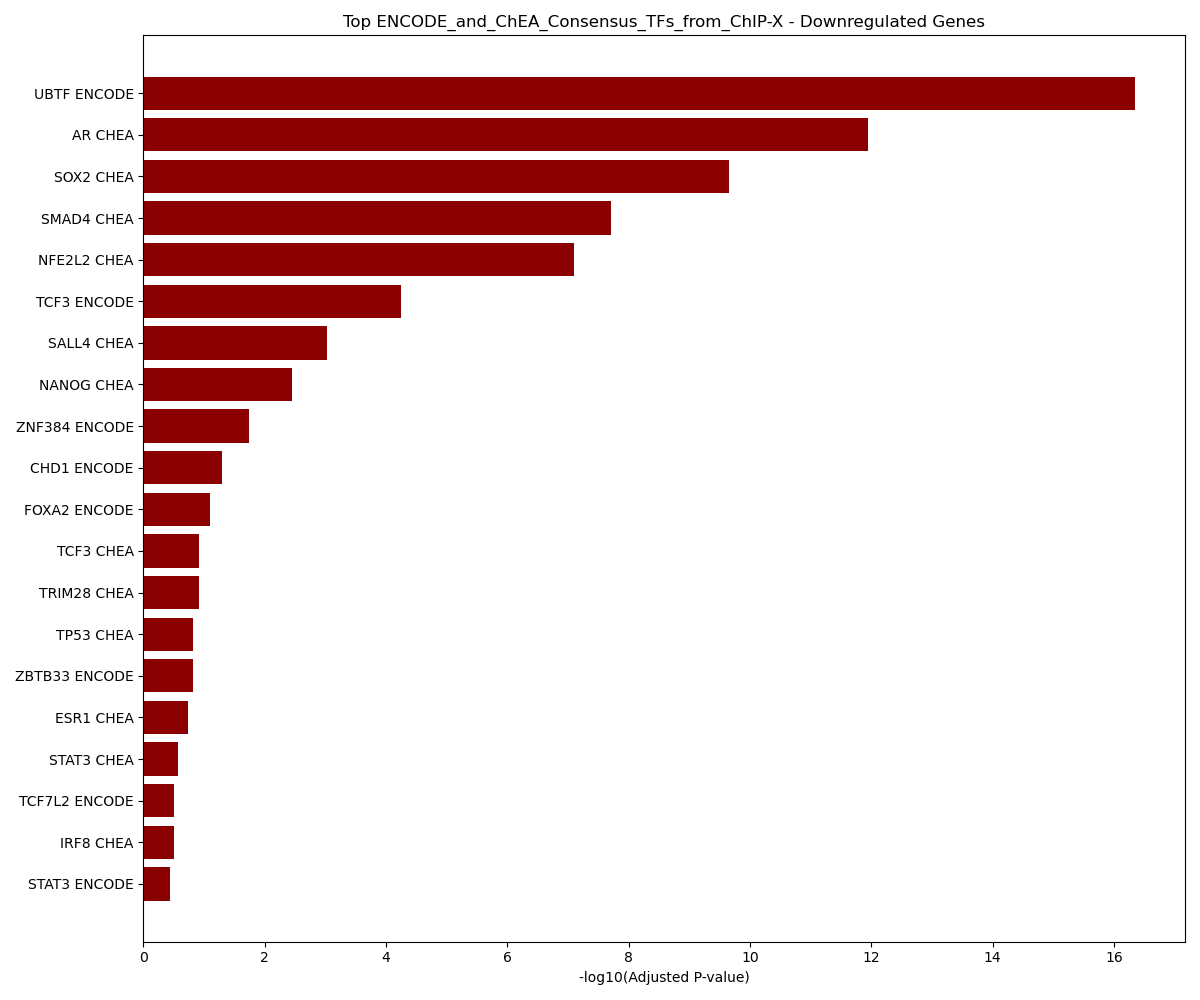 Top ENCODE_and_ChEA_Consensus_TFs_from_ChIP-X - Downregulated Genes
UBTF ENCODE
AR CHEA
SOX2 CHEA
SMAD4 CHEA
NFE2L2 CHEA
TCF3 ENCODE
SALL4 CHEA
NANOG CHEA
ZNF384 ENCODE
CHD1 ENCODE
FOXA2 ENCODE
TCF3 CHEA
TRIM28 CHEA
TP53 CHEA
ZBTB33 ENCODE
ESR1 CHEA
STAT3 CHEA
TCF7L2 ENCODE
IRF8 CHEA
STAT3 ENCODE
0 2 4 6 8 10 12 14 16
-log10(Adjusted P-value)